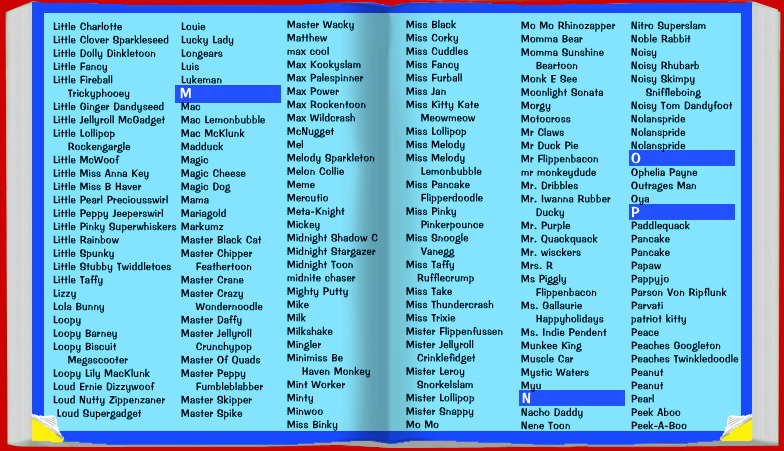 Little Charlotte
Little Clover Sparkleseed
Little Dolly Dinkletoon
Little Fancy
Little Fireball
Trickyphooey
Little Ginger Dandyseed
Little Jellyroll McGadget
Little Lollipop
Rockengargle
Little McWoof
Little Miss Anna Key
Little Miss B Haver
Little Pearl Preciousswirl
Little Peppy Jeeperswirl
Little Pinky Superwhiskers
Little Rainbow
Little Spunky
Little Stubby Twiddletoes
Little Taffy
Lizzy
Lola Bunny
Loopy
Loopy Barney
Loopy Biscuit
Megascooter
Loopy Lily MacKlunk
Loud Ernie Dizzywoof
Loud Nutty Zippenzaner
Loud Supergadget
Louie
Lucky Lady
Longears
Luis
Lukeman
M
Mac
Mac Lemonbubble
Mac McKlunk
Madduck
Magic
Magic Cheese
Magic Dog
Mama
Mariagold
Markumz
Master Black Cat
Master Chipper
Feathertoon
Master Crane
Master Crazy
Wondernoodle
Master Daffy
Master Jellyroll
Crunchypop
Master Of Quads
Master Peppy
Fumbleblabber
Master Skipper
Master Spike
Master Wacky
Matthew
max cool
Max Kookyslam
Max Palespinner
Max Power
Max Rockentoon
Max Wildcrash
McNugget
Mel
Melody Sparkleton
Melon Collie
Meme
Mercutio
Meta-Knight
Mickey
Midnight Shadow C
Midnight Stargazer
Midnight Toon
midnite chaser
Mighty Putty
Mike
Milk
Milkshake
Mingler
Minimiss Be
Haven Monkey
Mint Worker
Minty
Minwoo
Miss Binky
Miss Black
Miss Corky
Miss Cuddles
Miss Fancy
Miss Furball
Miss Jan
Miss Kitty Kate
Meowmeow
Miss Lollipop
Miss Melody
Miss Melody
Lemonbubble
Miss Pancake
Flipperdoodle
Miss Pinky
Pinkerpounce
Miss Snoogle
Vanegg
Miss Taffy
Rufflecrump
Miss Take
Miss Thundercrash
Miss Trixie
Mister Flippenfussen
Mister Jellyroll
Crinklefidget
Mister Leroy
Snorkelslam
Mister Lollipop
Mister Snappy
Mo Mo
Mo Mo Rhinozapper
Momma Bear
Momma Sunshine
Beartoon
Monk E See
Moonlight Sonata
Morgy
Motocross
Mr Claws
Mr Duck Pie
Mr Flippenbacon
mr monkeydude
Mr. Dribbles
Mr. Iwanna Rubber
Ducky
Mr. Purple
Mr. Quackquack
Mr. wisckers
Mrs. R
Ms Piggly
Flippenbacon
Ms. Gallaurie
Happyholidays
Ms. Indie Pendent
Munkee King
Muscle Car
Mystic Waters
Myu
N
Nacho Daddy
Nene Toon
Nitro Superslam
Noble Rabbit
Noisy
Noisy Rhubarb
Noisy Skimpy
Sniffleboing
Noisy Tom Dandyfoot
Nolanspride
Nolanspride
Nolanspride
O
Ophelia Payne
Outrages Man
Oya
P
Paddlequack
Pancake
Pancake
Papaw
Pappyjo
Parson Von Ripflunk
Parvati
patriot kitty
Peace
Peaches Googleton
Peaches Twinkledoodle
Peanut
Peanut
Pearl
Peek Aboo
Peek-A-Boo